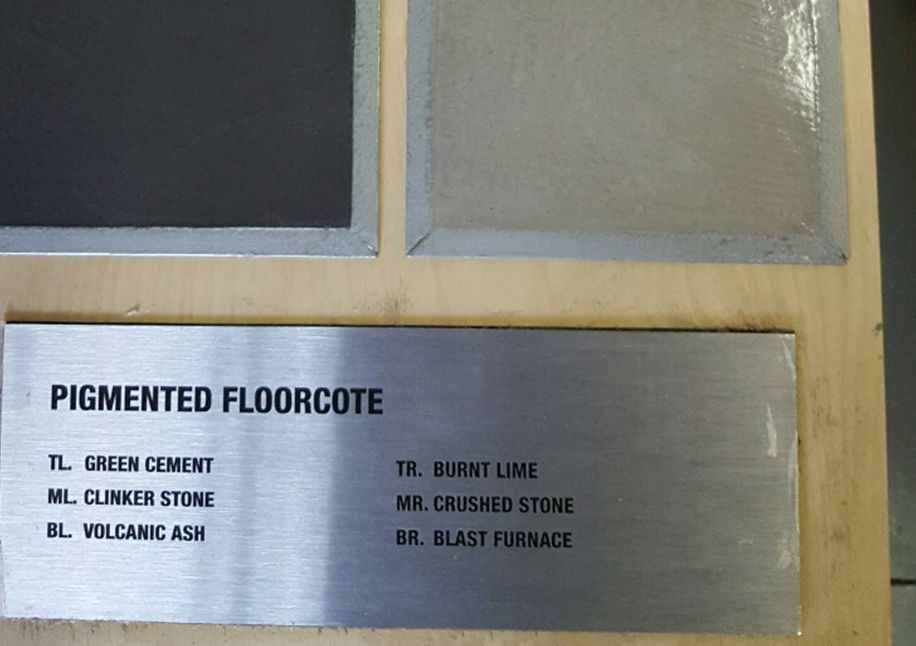 PIGMENTED FLOORCOTE
TL. GREEN CEMENT
ML. CLINKER STONE
BL. VOLCANIC ASH
TR. BURNT LIME
MR. CRUSHED STONE
BR. BLAST FURNACE